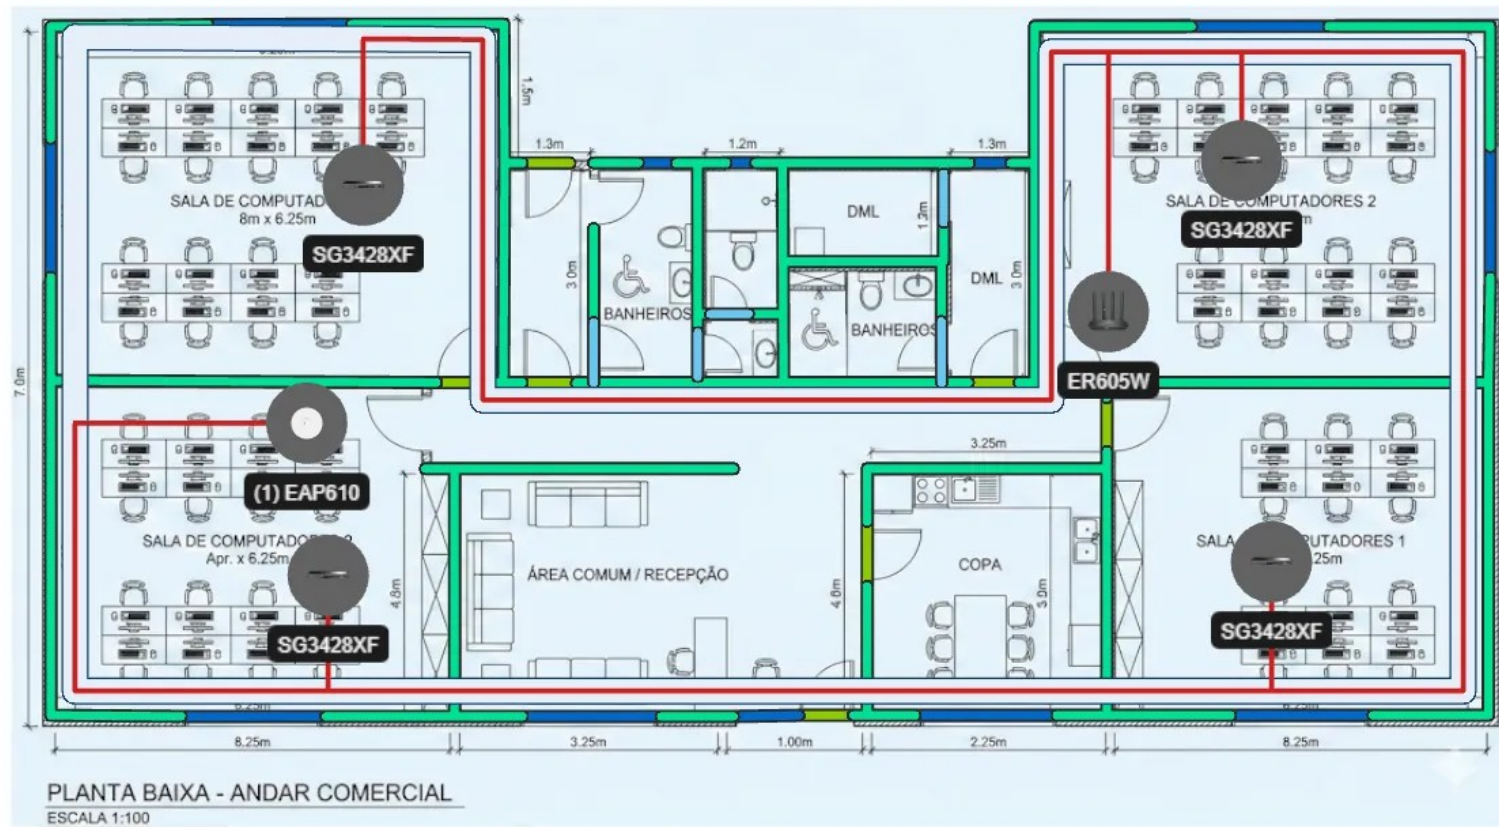 1.5m
1.3m
1.2m
1.3m
SALA DE COMPUTAD
8m x 6.25m
SG3428XF
3.0m
BANHEIROS
DML
1.2m
BANHEIROS
DML
3.0m
SALA DE COMPUTADORES 2
SG3428XF
ER605W
7.0m
(1) EAP610
SALA DE COMPUTADO
Apr. x 6.25m
SG3428XF
4.8m
ÁREA COMUM / RECEPÇÃO
4.8m
3.25m
COPA
3.0m
SALA PUTADORES 1
.25m
SG3428XF
8.25m
3.25m
1.00m
2.25m
8.25m
PLANTA BAIXA - ANDAR COMERCIAL
ESCALA 1:100